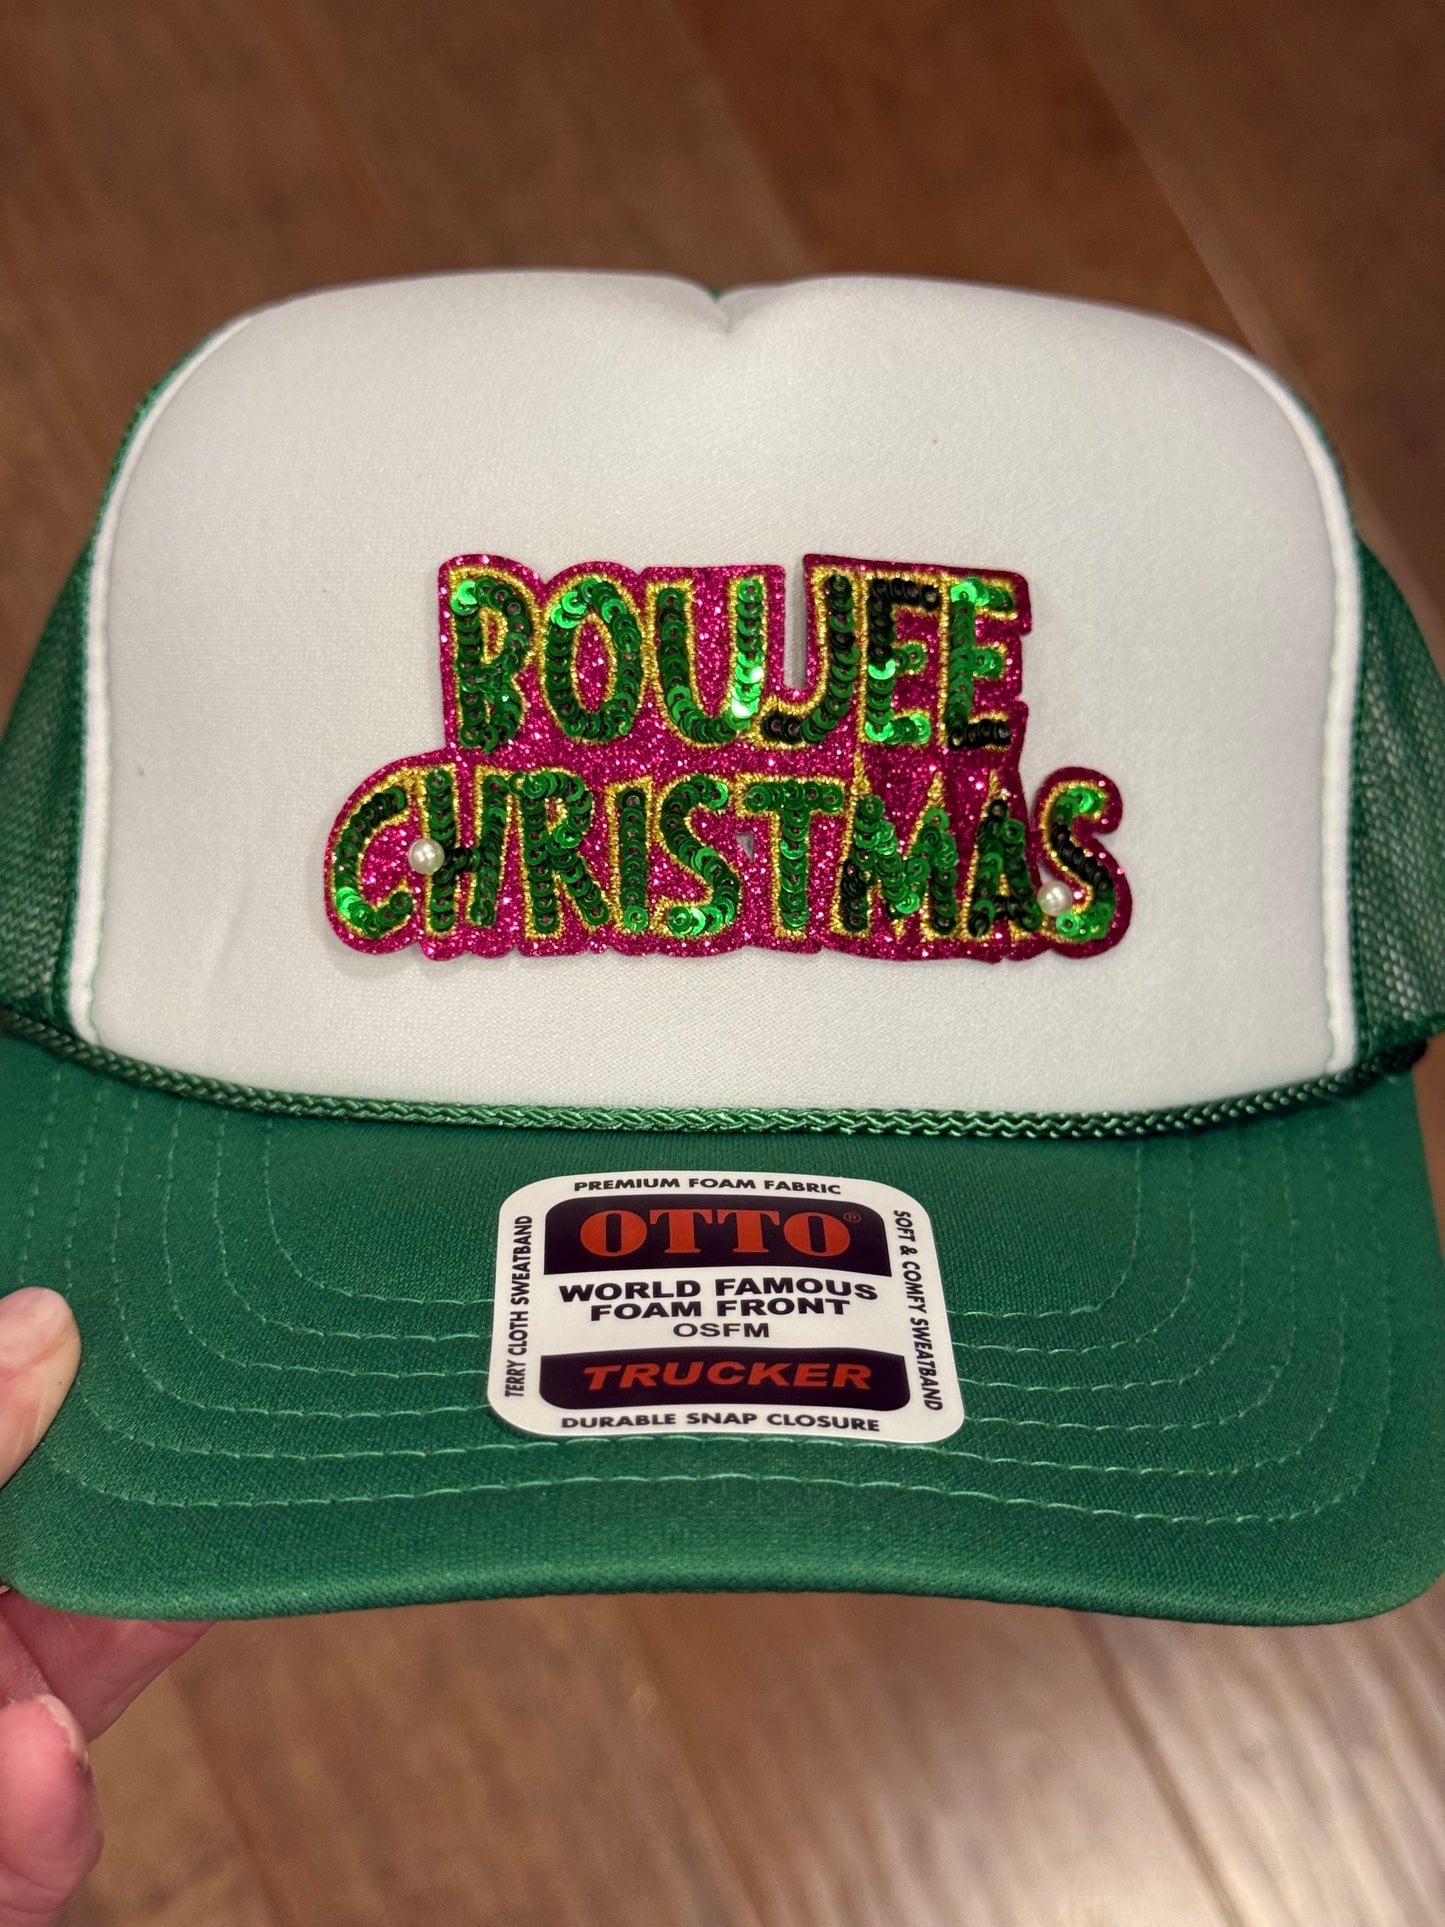 BOUJEE
CHRISTMAS
PREMIUM FOAM FABRIC
OTTO®
WORLD FAMOUS
FOAM FRONT
OSFM
TRUCKER
DURABLE SNAP CLOSURE
TERRY CLOTH SWEATBAND
SOFT & COMFY SWEATBAND